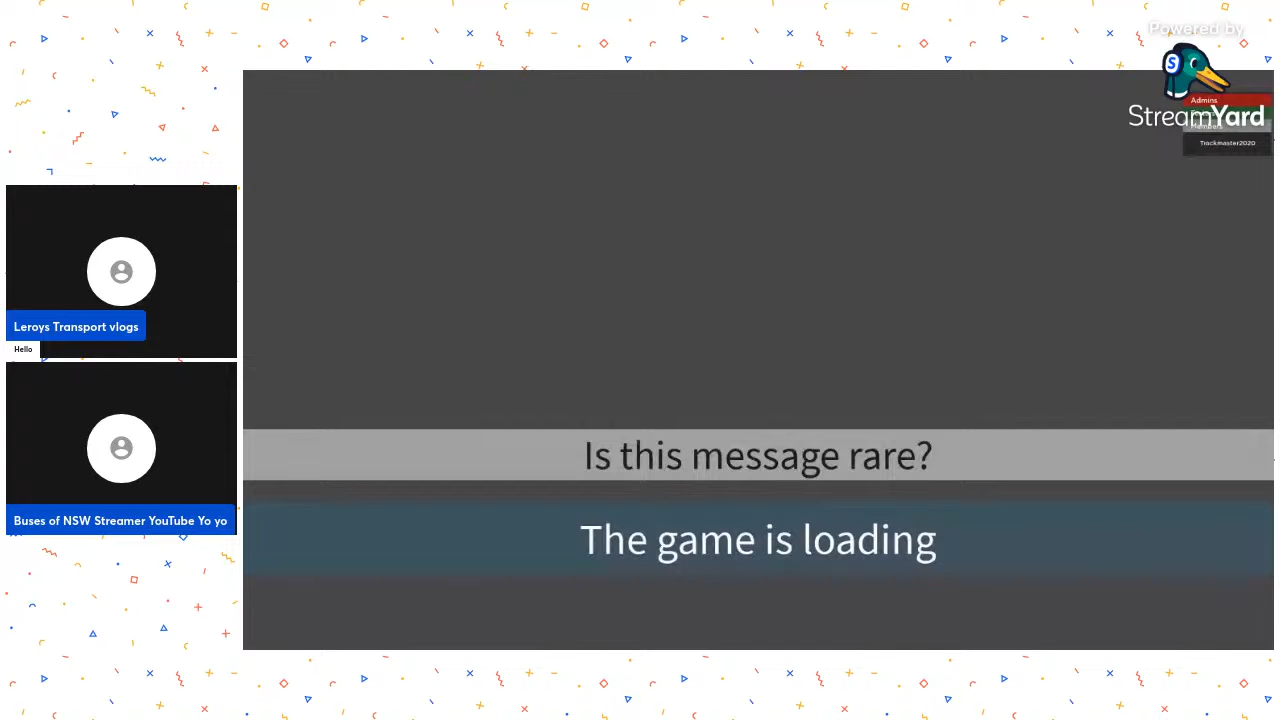 Powered by
StreamYard
Admins
Members
Trackmaster2020
Leroys Transport vlogs
Hello
Buses of NSW Streamer YouTube Yo yo
Is this message rare?
The game is loading